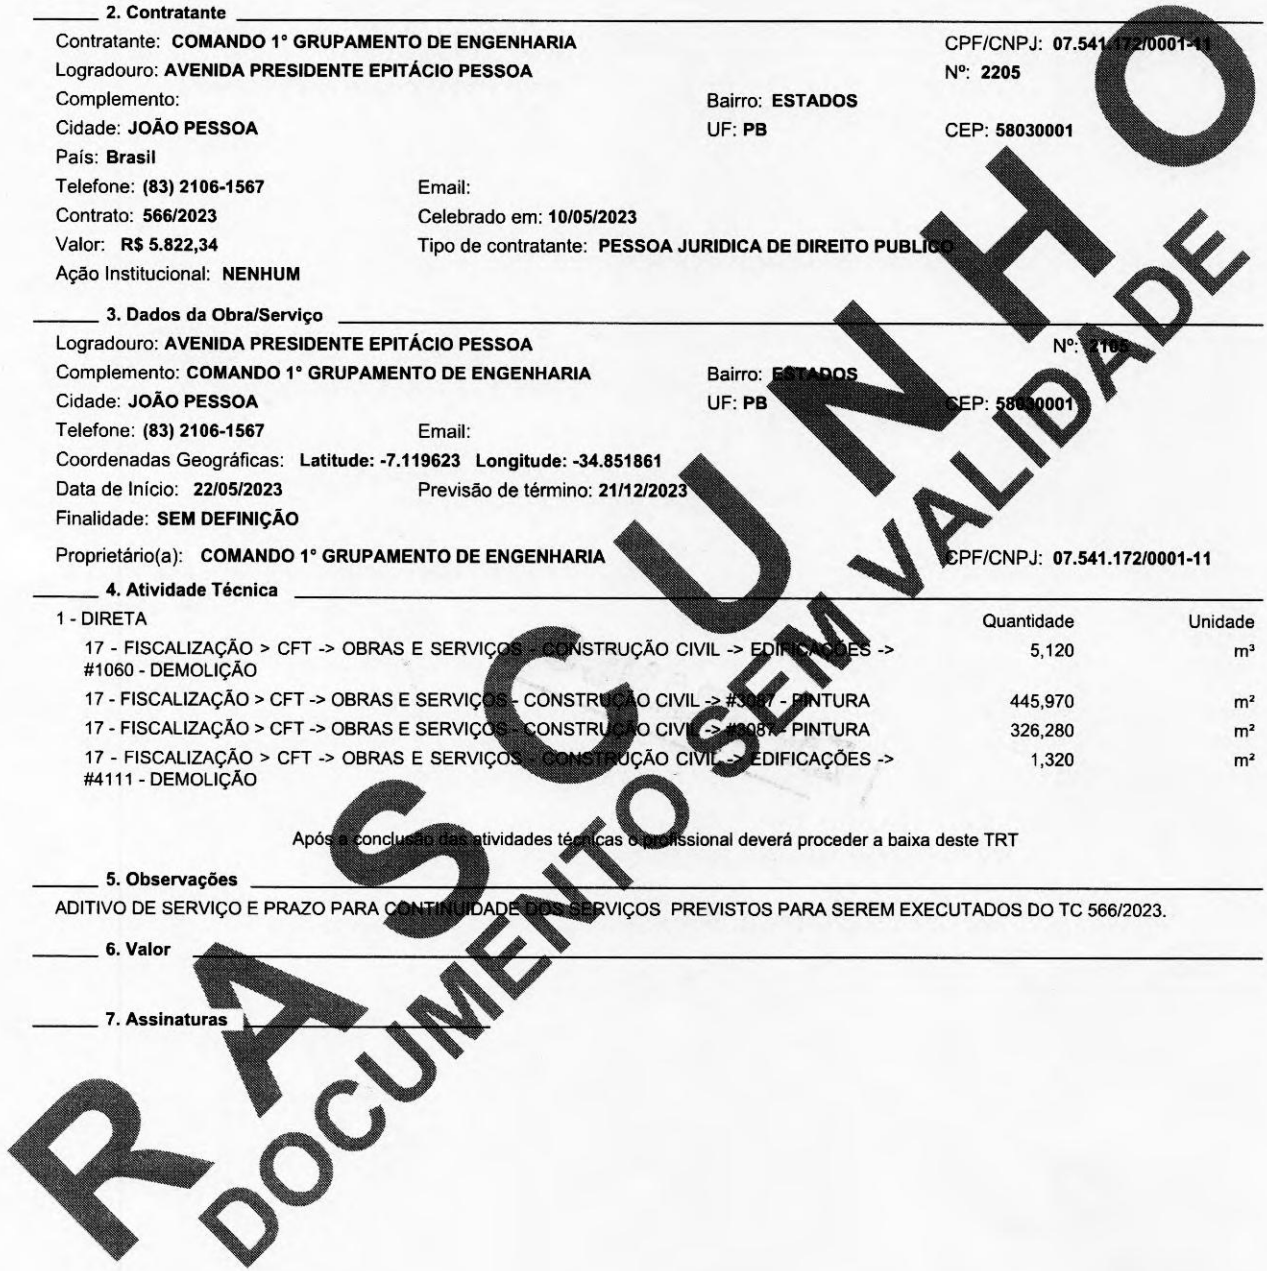 2. Contratante
Contratante: COMANDO 1° GRUPAMENTO DE ENGENHARIA CPF/CNPJ: 07.541.172/0001-11
Logradouro: AVENIDA PRESIDENTE EPITÁCIO PESSOA Nº: 2205
Complemento: Bairro: ESTADOS
Cidade: JOÃO PESSOA UF: PB CEP: 58030001
País: Brasil
Telefone: (83) 2106-1567 Email:
Contrato: 566/2023 Celebrado em: 10/05/2023
Valor: R$ 5.822,34 Tipo de contratante: PESSOA JURIDICA DE DIREITO PUBLICO
Ação Institucional: NENHUM
3. Dados da Obra/Serviço
Logradouro: AVENIDA PRESIDENTE EPITÁCIO PESSOA Nº: 2105
Complemento: COMANDO 1° GRUPAMENTO DE ENGENHARIA Bairro: ESTADOS
Cidade: JOÃO PESSOA UF: PB CEP: 58030001
Telefone: (83) 2106-1567 Email:
Coordenadas Geográficas: Latitude: -7.119623 Longitude: -34.851861
Data de Início: 22/05/2023 Previsão de término: 21/12/2023
Finalidade: SEM DEFINIÇÃO
Proprietário(a): COMANDO 1° GRUPAMENTO DE ENGENHARIA CPF/CNPJ: 07.541.172/0001-11
4. Atividade Técnica
1 - DIRETA Quantidade Unidade
17 - FISCALIZAÇÃO > CFT -> OBRAS E SERVIÇOS - CONSTRUÇÃO CIVIL -> EDIFICAÇÕES -> 5,120 m³
#1060 - DEMOLIÇÃO
17 - FISCALIZAÇÃO > CFT -> OBRAS E SERVIÇOS - CONSTRUÇÃO CIVIL -> #3087 - PINTURA 445,970 m²
17 - FISCALIZAÇÃO > CFT -> OBRAS E SERVIÇOS - CONSTRUÇÃO CIVIL -> #3087 - PINTURA 326,280 m²
17 - FISCALIZAÇÃO > CFT -> OBRAS E SERVIÇOS - CONSTRUÇÃO CIVIL -> EDIFICAÇÕES -> 1,320 m²
#4111 - DEMOLIÇÃO
Após a conclusão das atividades técnicas o profissional deverá proceder a baixa deste TRT
5. Observações
ADITIVO DE SERVIÇO E PRAZO PARA CONTINUIDADE DOS SERVIÇOS PREVISTOS PARA SEREM EXECUTADOS DO TC 566/2023.
6. Valor
7. Assinaturas
RASCUNHO
DOCUMENTO SEM VALIDADE